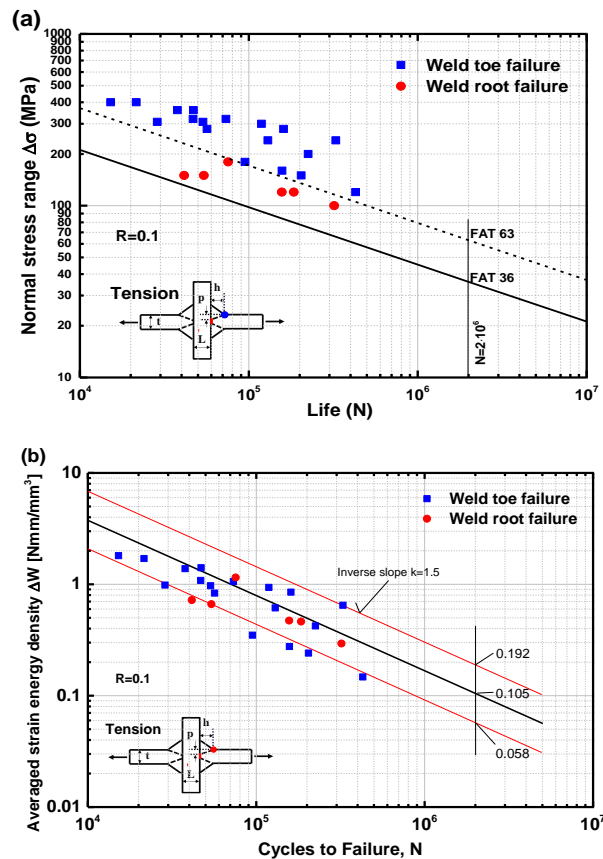 (a)
Normal stress range Δσ (MPa)
1000
900
800
700
600
500
400
300
200
100
90
80
70
60
50
40
30
20
10
Weld toe failure
Weld root failure
FAT 63
FAT 36
N=2·10⁶
R=0.1
Tension
h
p
t
L
10⁴ 10⁵ 10⁶ 10⁷
Life (N)
(b)
Averaged strain energy density ΔW [Nmm/mm³]
10
1
0.1
0.01
Weld toe failure
Weld root failure
Inverse slope k=1.5
0.192
0.105
0.058
R=0.1
Tension
h
p
t
L
10⁴ 10⁵ 10⁶ 10⁷
Cycles to Failure, N